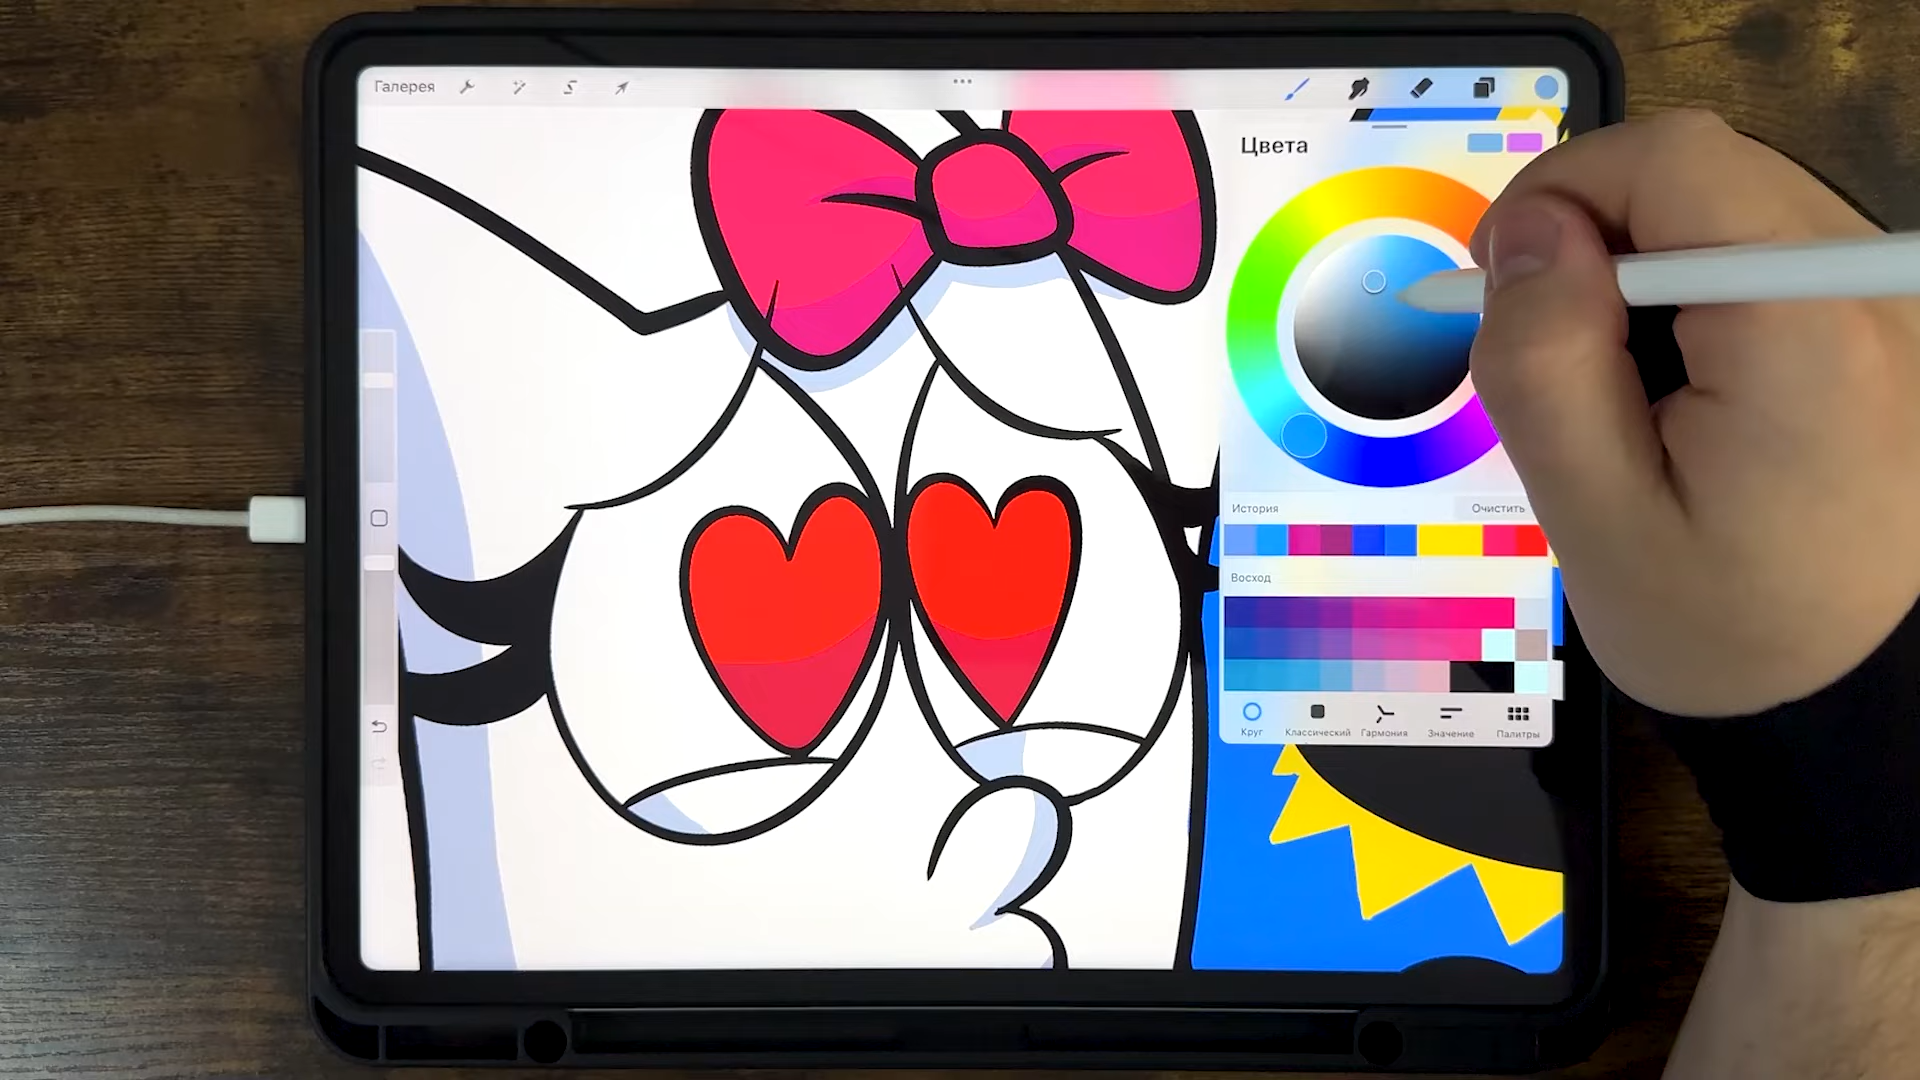 Галерея
Цвета
История
Очистить
Восход
Круг
Классический
Гармония
Значение
Палитры